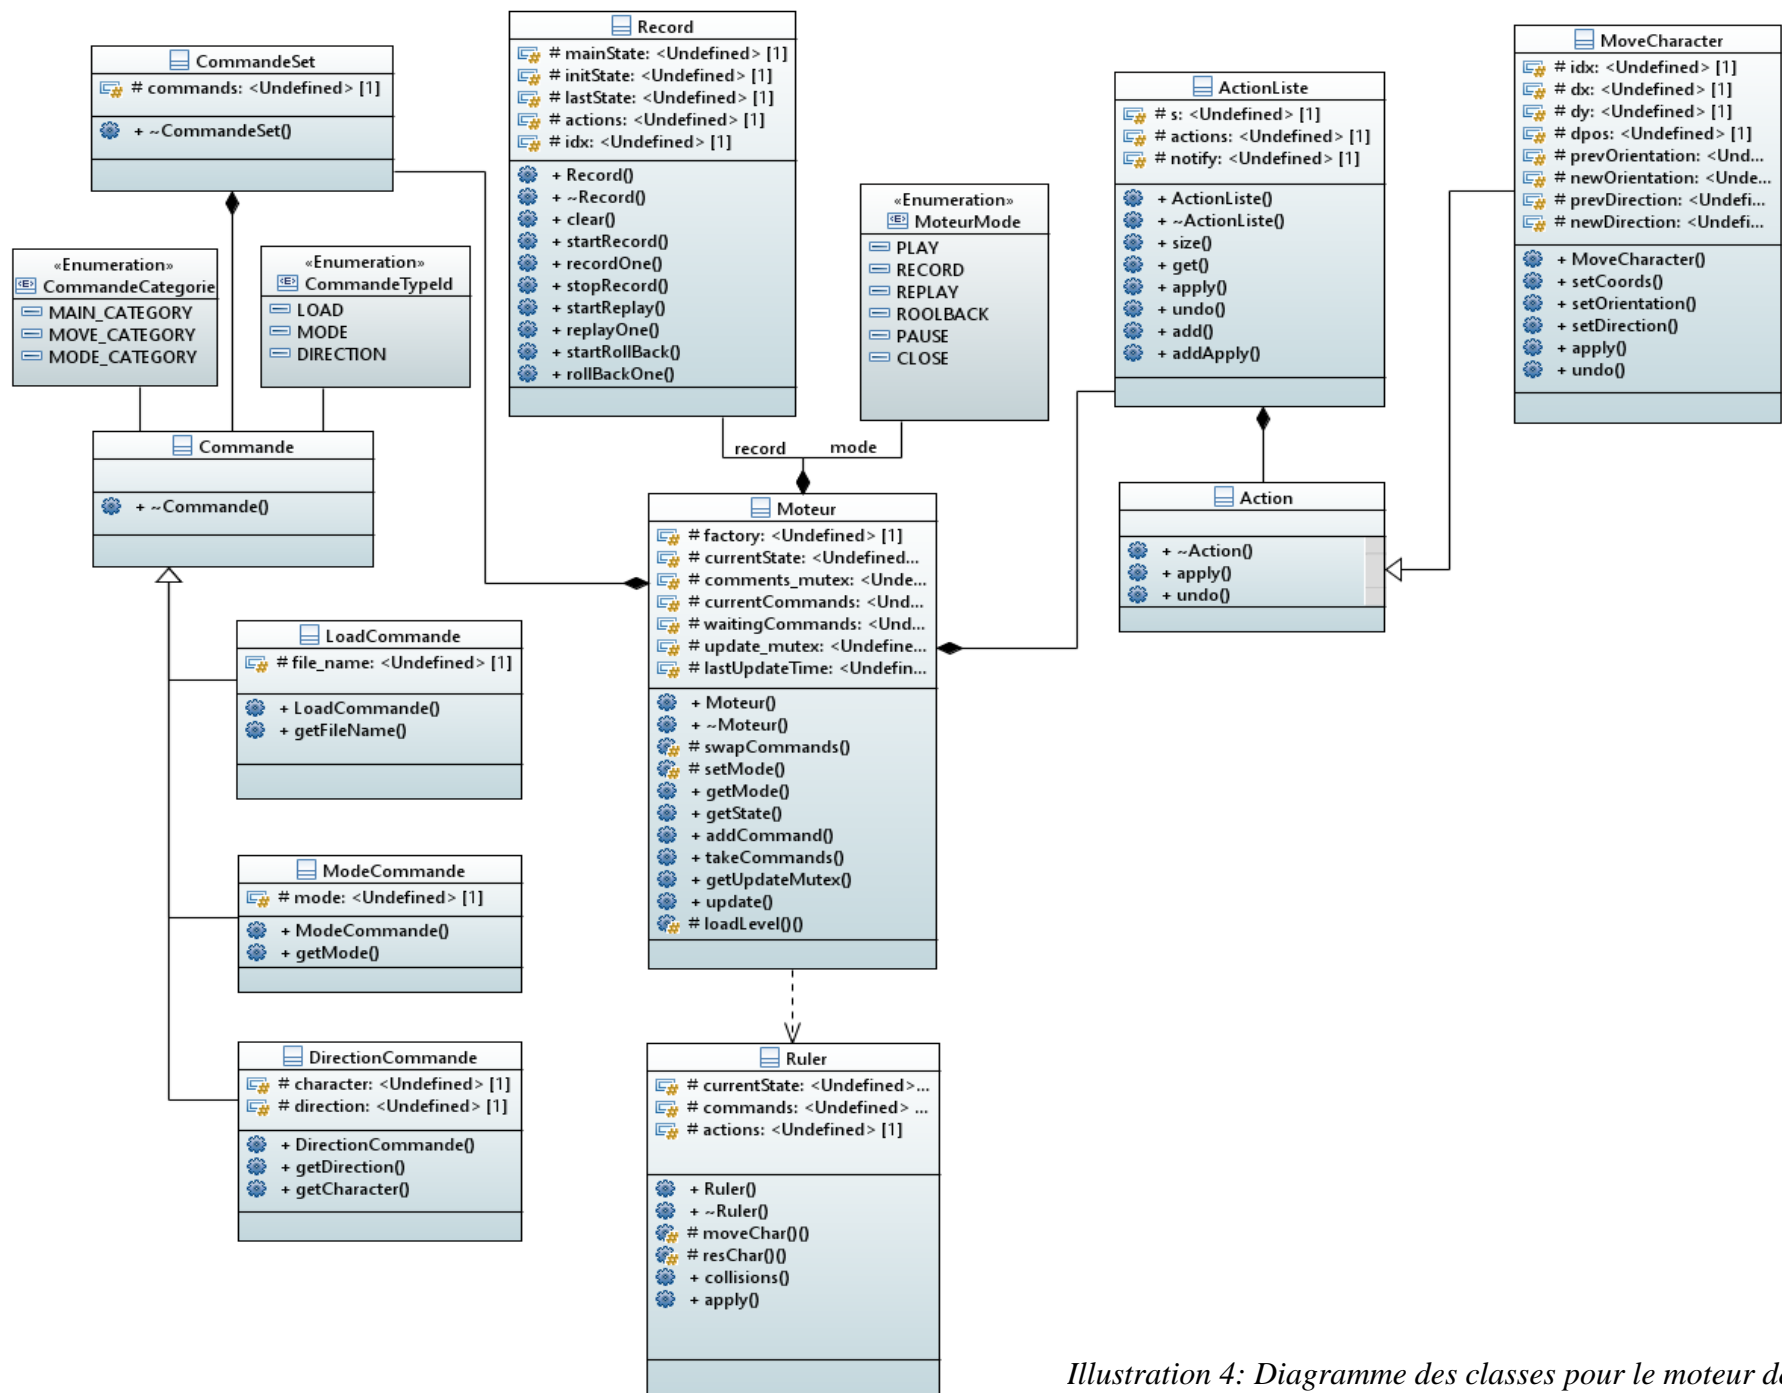 CommandeSet
# commands: <Undefined> [1]
+ ~CommandeSet()
«Enumeration»
CommandeCategorie
MAIN_CATEGORY
MOVE_CATEGORY
MODE_CATEGORY
«Enumeration»
CommandeTypeId
LOAD
MODE
DIRECTION
Commande
+ ~Commande()
LoadCommande
# file_name: <Undefined> [1]
+ LoadCommande()
+ getFileName()
ModeCommande
# mode: <Undefined> [1]
+ ModeCommande()
+ getMode()
DirectionCommande
# character: <Undefined> [1]
# direction: <Undefined> [1]
+ DirectionCommande()
+ getDirection()
+ getCharacter()
Record
# mainState: <Undefined> [1]
# initState: <Undefined> [1]
# lastState: <Undefined> [1]
# actions: <Undefined> [1]
# idx: <Undefined> [1]
+ Record()
+ ~Record()
+ clear()
+ startRecord()
+ recordOne()
+ stopRecord()
+ startReplay()
+ replayOne()
+ startRollBack()
+ rollBackOne()
«Enumeration»
MoteurMode
PLAY
RECORD
REPLAY
ROOLBACK
PAUSE
CLOSE
record
mode
Moteur
# factory: <Undefined> [1]
# currentState: <Undefined...
# comments_mutex: <Unde...
# currentCommands: <Und...
# waitingCommands: <Und...
# update_mutex: <Undefine...
# lastUpdateTime: <Undefin...
+ Moteur()
+ ~Moteur()
# swapCommands()
# setMode()
+ getMode()
+ getState()
+ addCommand()
+ takeCommands()
+ getUpdateMutex()
+ update()
# loadLevel()()
Ruler
# currentState: <Undefined>...
# commands: <Undefined> ...
# actions: <Undefined> [1]
+ Ruler()
+ ~Ruler()
# moveChar()()
# resChar()()
+ collisions()
+ apply()
ActionListe
# s: <Undefined> [1]
# actions: <Undefined> [1]
# notify: <Undefined> [1]
+ ActionListe()
+ ~ActionListe()
+ size()
+ get()
+ apply()
+ undo()
+ add()
+ addApply()
Action
+ ~Action()
+ apply()
+ undo()
MoveCharacter
# idx: <Undefined> [1]
# dx: <Undefined> [1]
# dy: <Undefined> [1]
# dpos: <Undefined> [1]
# prevOrientation: <Und...
# newOrientation: <Unde...
# prevDirection: <Undefi...
# newDirection: <Undefi...
+ MoveCharacter()
+ setCoords()
+ setOrientation()
+ setDirection()
+ apply()
+ undo()
Illustration 4: Diagramme des classes pour le moteur de